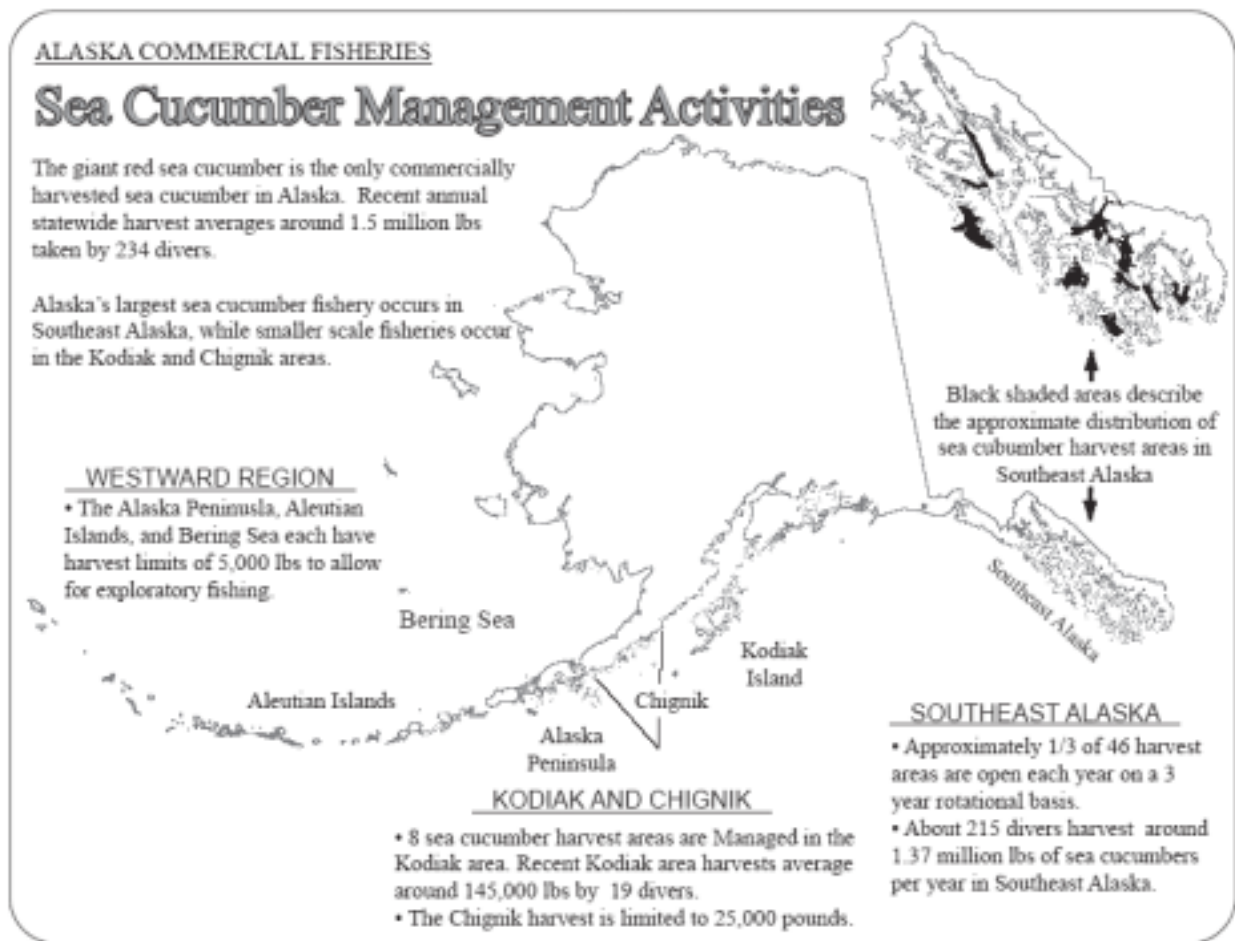 ALASKA COMMERCIAL FISHERIES
Sea Cucumber Management Activities
The giant red sea cucumber is the only commercially
harvested sea cucumber in Alaska. Recent annual
statewide harvest averages around 1.5 million lbs
taken by 234 divers.
Alaska's largest sea cucumber fishery occurs in
Southeast Alaska, while smaller scale fisheries occur
in the Kodiak and Chignik areas.
Black shaded areas describe
the approximate distribution of
sea cubumber harvest areas in
Southeast Alaska
WESTWARD REGION
• The Alaska Peninusla, Aleutian
Islands, and Bering Sea each have
harvest limits of 5,000 lbs to allow
for exploratory fishing.
Bering Sea
Southeast Alaska
Kodiak
Island
Aleutian Islands
Chignik
Alaska
Peninsula
KODIAK AND CHIGNIK
• 8 sea cucumber harvest areas are Managed in the
Kodiak area. Recent Kodiak area harvests average
around 145,000 lbs by 19 divers.
• The Chignik harvest is limited to 25,000 pounds.
SOUTHEAST ALASKA
• Approximately 1/3 of 46 harvest
areas are open each year on a 3
year rotational basis.
• About 215 divers harvest around
1.37 million lbs of sea cucumbers
per year in Southeast Alaska.